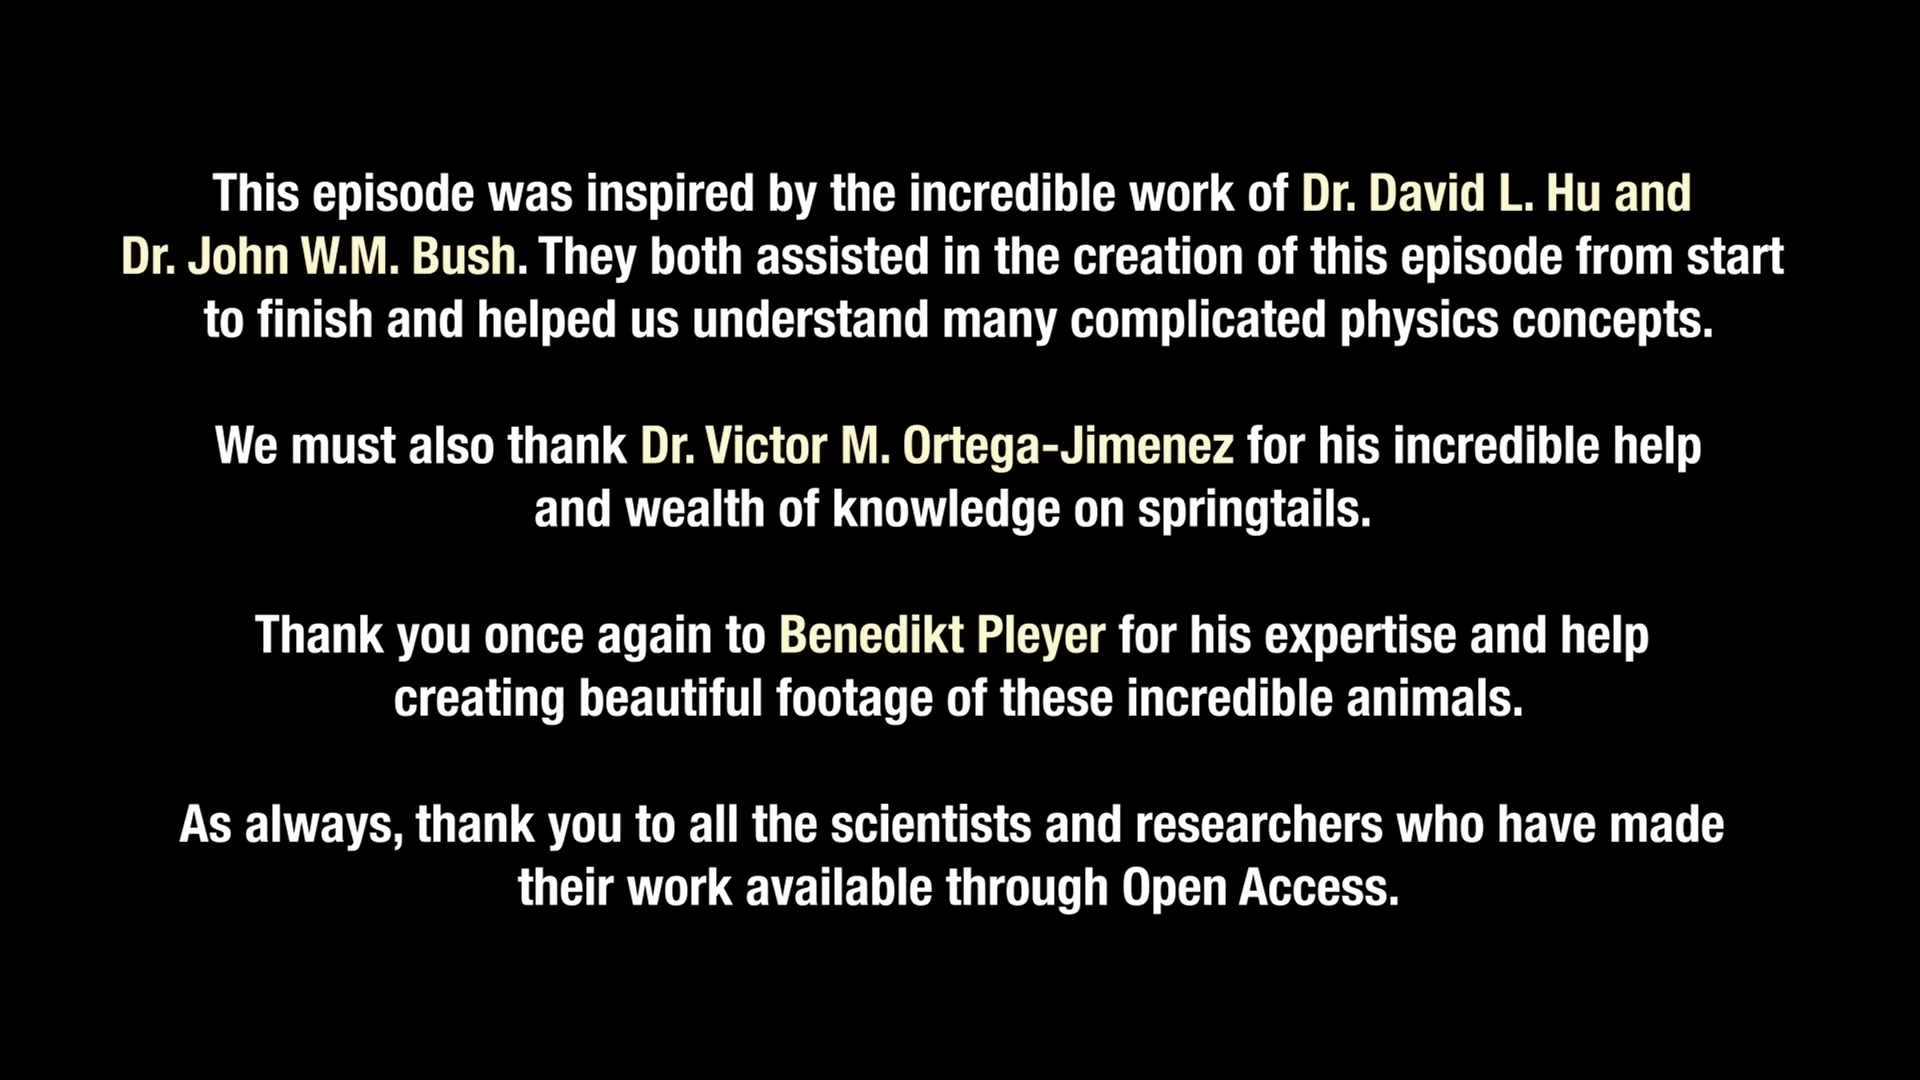 This episode was inspired by the incredible work of Dr. David L. Hu and
Dr. John W.M. Bush. They both assisted in the creation of this episode from start
to finish and helped us understand many complicated physics concepts.
We must also thank Dr. Victor M. Ortega-Jimenez for his incredible help
and wealth of knowledge on springtails.
Thank you once again to Benedikt Pleyer for his expertise and help
creating beautiful footage of these incredible animals.
As always, thank you to all the scientists and researchers who have made
their work available through Open Access.